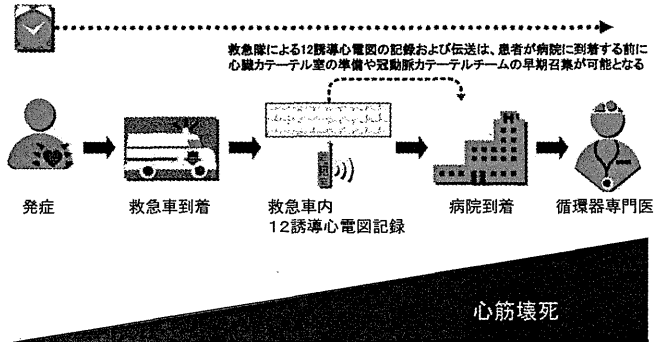 救急隊による12誘導心電図の記録および伝送は、患者が病院に到着する前に
心臓カテーテル室の準備や冠動脈カテーテルチームの早期召集が可能となる
発症
救急車到着
救急車内
12誘導心電図記録
病院到着
循環器専門医
心筋壊死